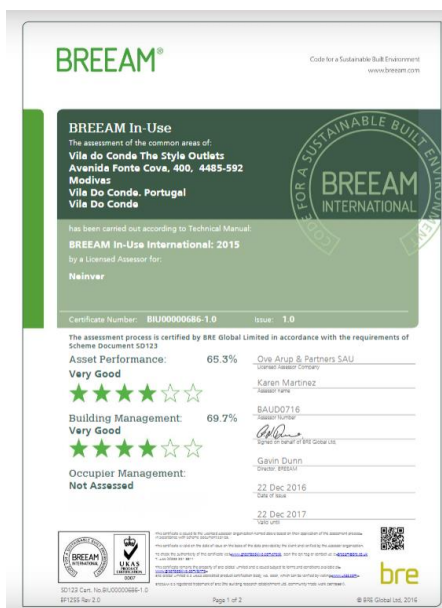 BREEAM®
Code for a Sustainable Built Environment
www.breeam.com
BREEAM In-Use
The assessment of the common areas of:
Vila do Conde The Style Outlets
Avenida Fonte Cova, 400, 4485-592
Modivas
Vila Do Conde. Portugal
Vila Do Conde
CODE FOR A SUSTAINABLE BUILT ENVIRONMENT
BREEAM
INTERNATIONAL
has been carried out according to Technical Manual:
BREEAM In-Use International: 2015
by a Licensed Assessor for:
Neinver
Certificate Number: BIU00000686-1.0 Issue: 1.0
The assessment process is certified by BRE Global Limited in accordance with the requirements of
Scheme Document SD123
Asset Performance: 65.3%
Very Good
Building Management: 69.7%
Very Good
Occupier Management:
Not Assessed
Ove Arup & Partners SAU
Licensed Assessor Company
Karen Martinez
Assessor Name
BAUD0716
Assessor Number
Signed on behalf of BRE Global Ltd.
Gavin Dunn
Director, BREEAM
22 Dec 2016
Date of Issue
22 Dec 2017
Valid until
BREEAM
INTERNATIONAL
UKAS
PRODUCT
CERTIFICATION
0007
bre
SD123 Cert. No.BIU00000686-1.0
BF1255 Rev 2.0
Page 1 of 2
© BRE Global Ltd, 2016